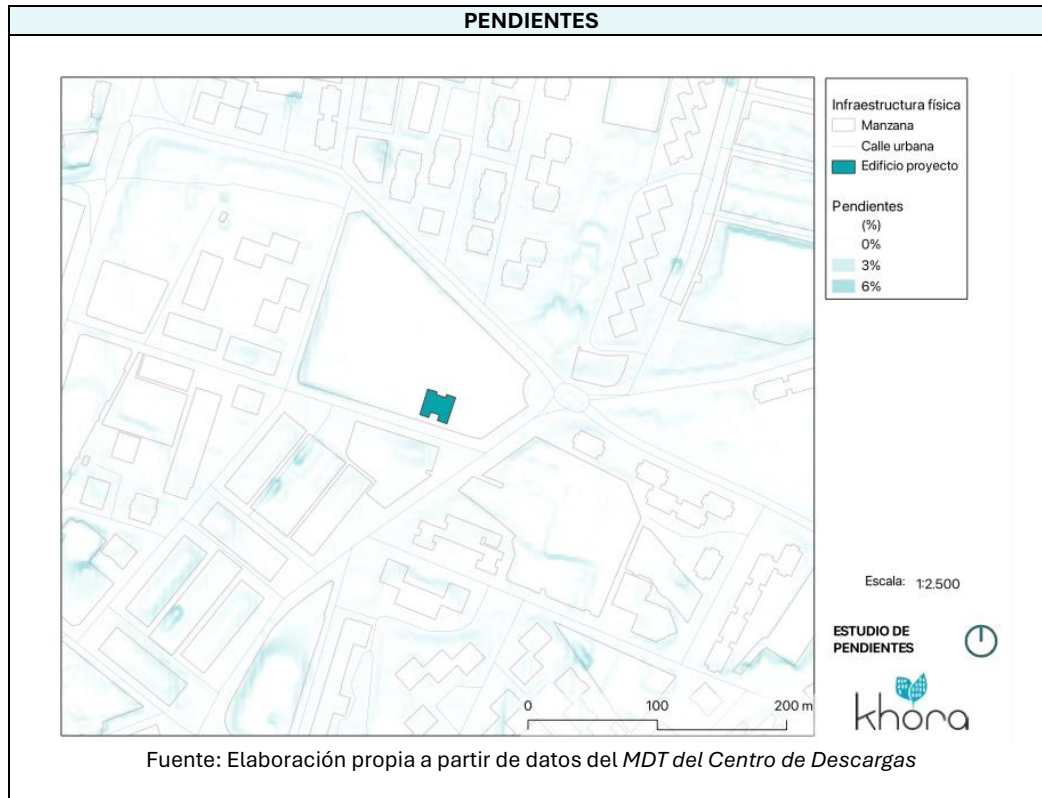 PENDIENTES
Infraestructura física
Manzana
Calle urbana
Edificio proyecto
Pendientes
(%)
0%
3%
6%
Escala: 1:2.500
ESTUDIO DE
PENDIENTES
khōra
0 100 200 m
Fuente: Elaboración propia a partir de datos del MDT del Centro de Descargas